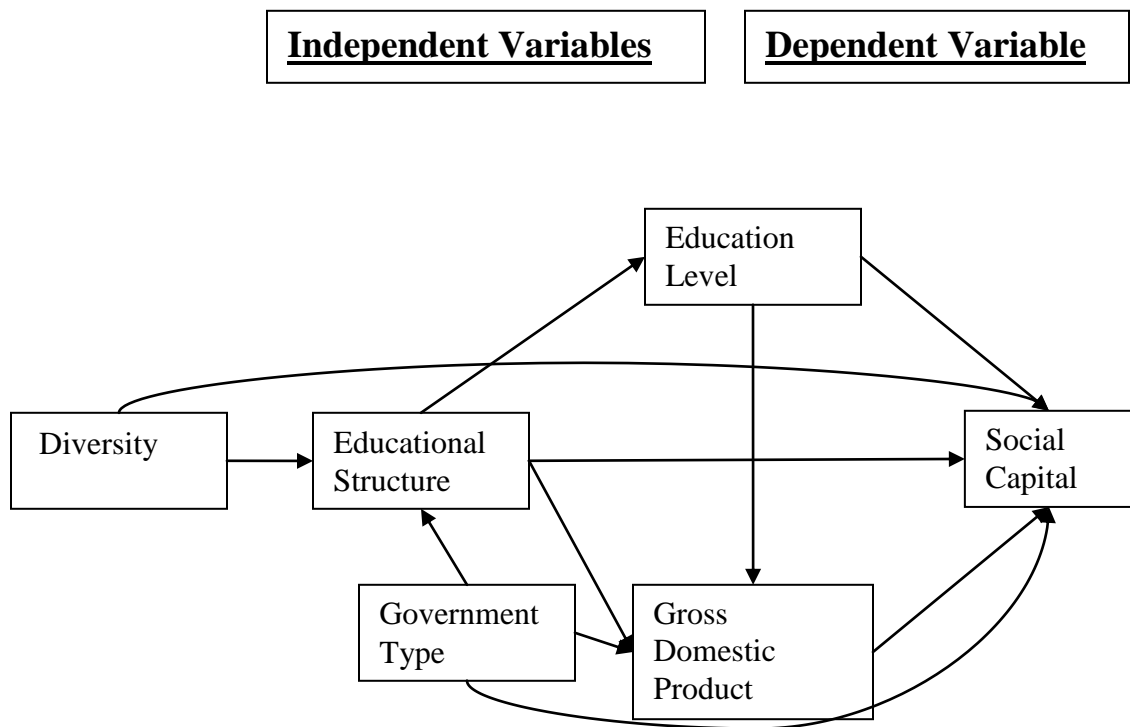 Independent Variables
Dependent Variable
Education
Level
Diversity
Educational
Structure
Social
Capital
Government
Type
Gross
Domestic
Product